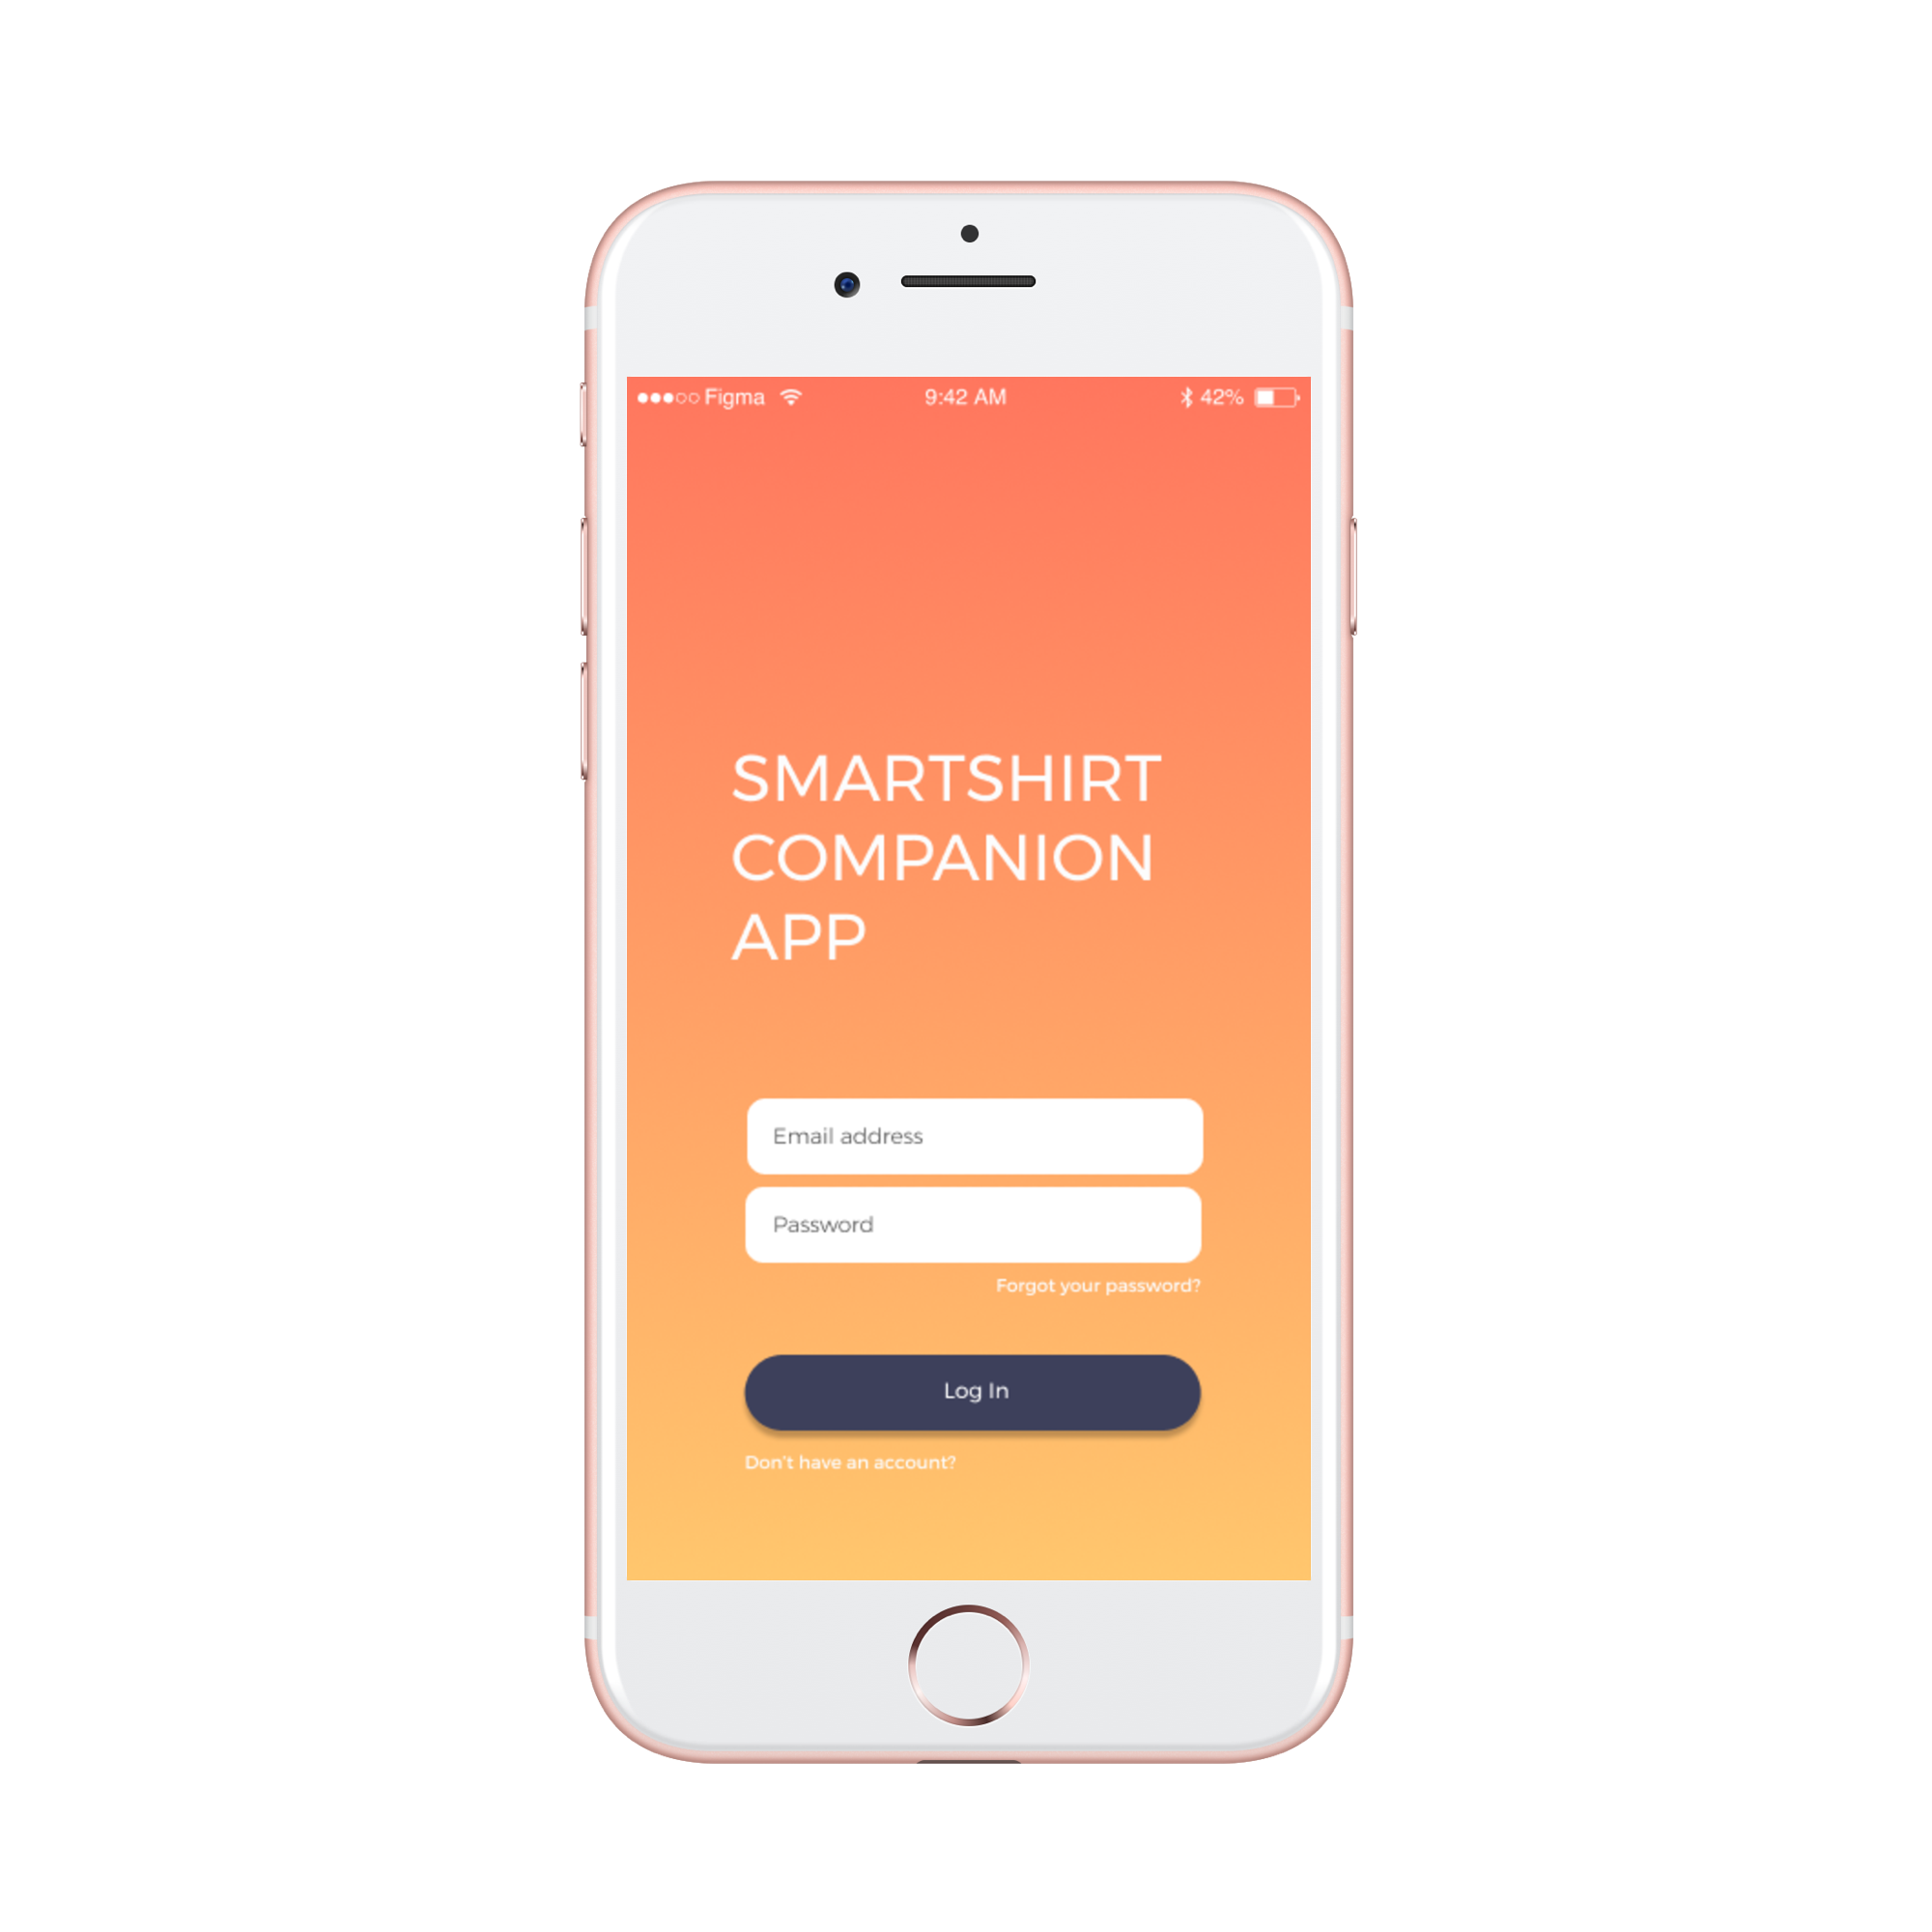 Figma 9:42 AM 42%
SMARTSHIRT
COMPANION
APP
Email address
Password
Forgot your password?
Log In
Don't have an account?